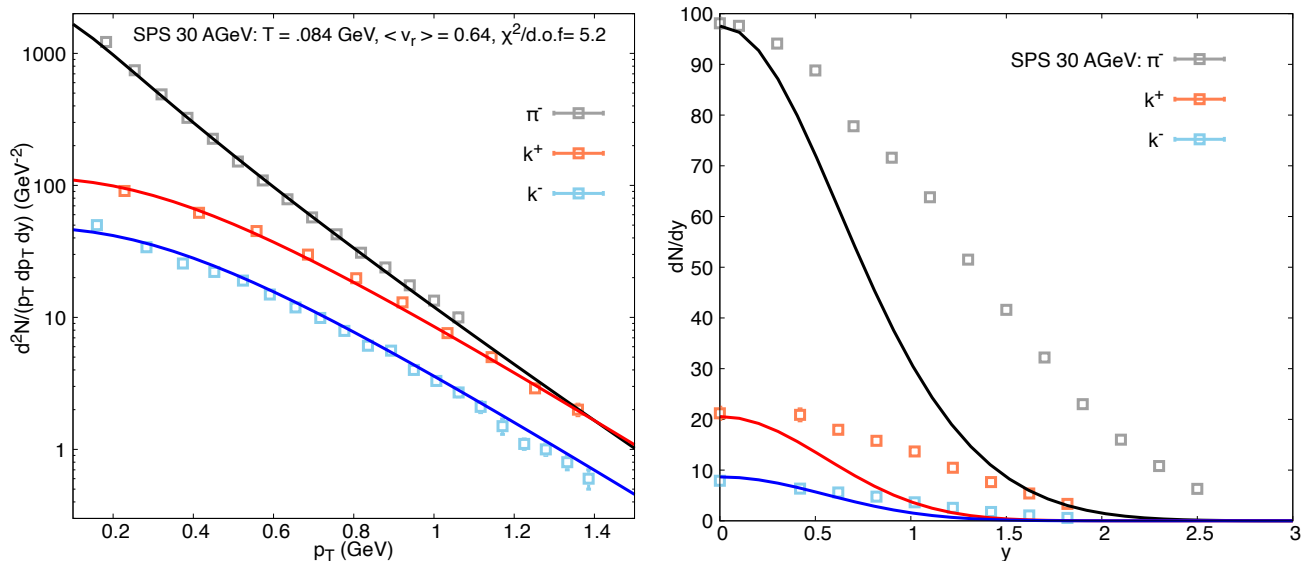 SPS 30 AGeV: T = .084 GeV, < v_r > = 0.64, χ²/d.o.f= 5.2
π⁻
k⁺
k⁻
1000
100
10
1
d²N/(p_T dp_T dy) (GeV⁻²)
0.2 0.4 0.6 0.8 1 1.2 1.4
p_T (GeV)
SPS 30 AGeV: π⁻
k⁺
k⁻
100
90
80
70
60
50
40
30
20
10
0
dN/dy
0 0.5 1 1.5 2 2.5 3
y